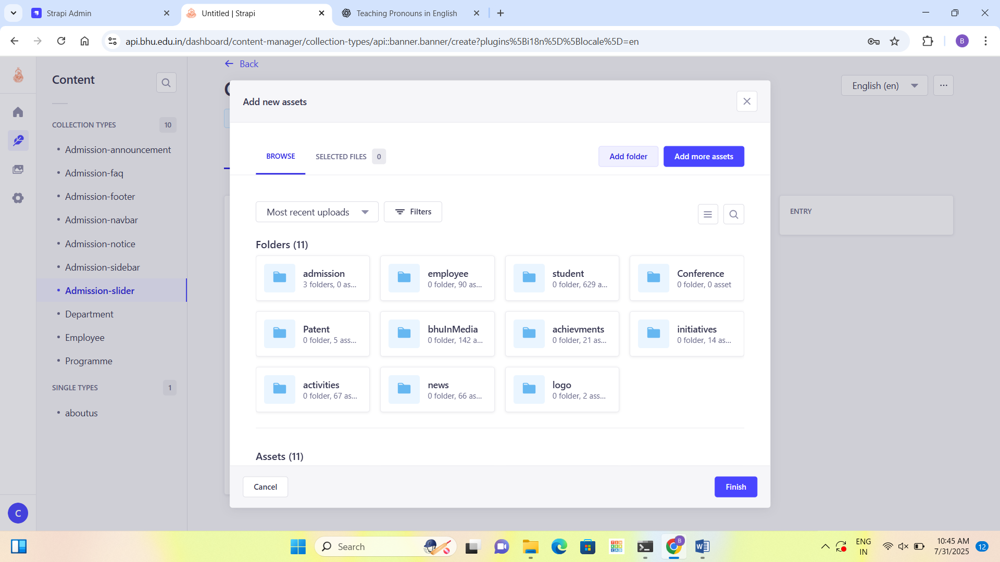 Strapi Admin
Untitled | Strapi
Teaching Pronouns in English
api.bhu.edu.in/dashboard/content-manager/collection-types/api::banner.banner/create?plugins%5Bi18n%5D%5Blocale%5D=en
B
Content
COLLECTION TYPES 10
Admission-announcement
Admission-faq
Admission-footer
Admission-navbar
Admission-notice
Admission-sidebar
Admission-slider
Department
Employee
Programme
SINGLE TYPES 1
aboutus
C
Back
English (en)
ENTRY
Add new assets
BROWSE
SELECTED FILES 0
Add folder
Add more assets
Most recent uploads
Filters
Folders (11)
admission
3 folders, 0 as...
employee
0 folder, 90 as...
student
0 folder, 629 a...
Conference
0 folder, 0 asset
Patent
0 folder, 5 ass...
bhuInMedia
0 folder, 142 a...
achievments
0 folder, 21 as...
initiatives
0 folder, 14 as...
activities
0 folder, 67 as...
news
0 folder, 66 as...
logo
0 folder, 2 ass...
Assets (11)
Cancel
Finish
Search
ENG
IN
10:45 AM
7/31/2025
12